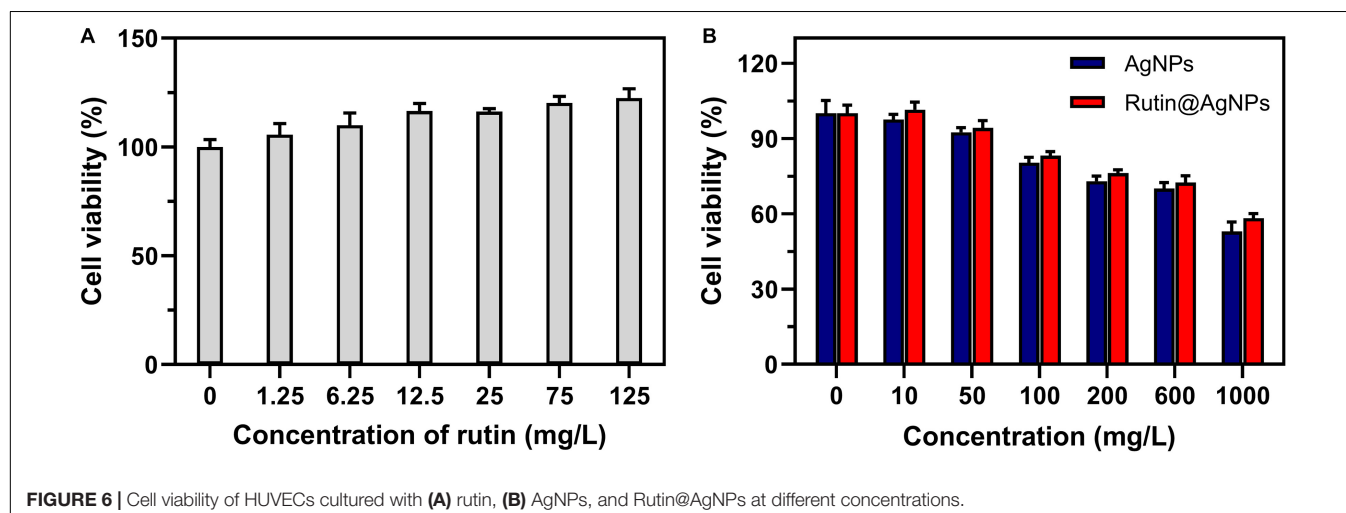 A
150
100
50
0
Cell viability (%)
0 1.25 6.25 12.5 25 75 125
Concentration of rutin (mg/L)
B
120
90
60
30
0
Cell viability (%)
AgNPs
Rutin@AgNPs
0 10 50 100 200 600 1000
Concentration (mg/L)
FIGURE 6 | Cell viability of HUVECs cultured with (A) rutin, (B) AgNPs, and Rutin@AgNPs at different concentrations.